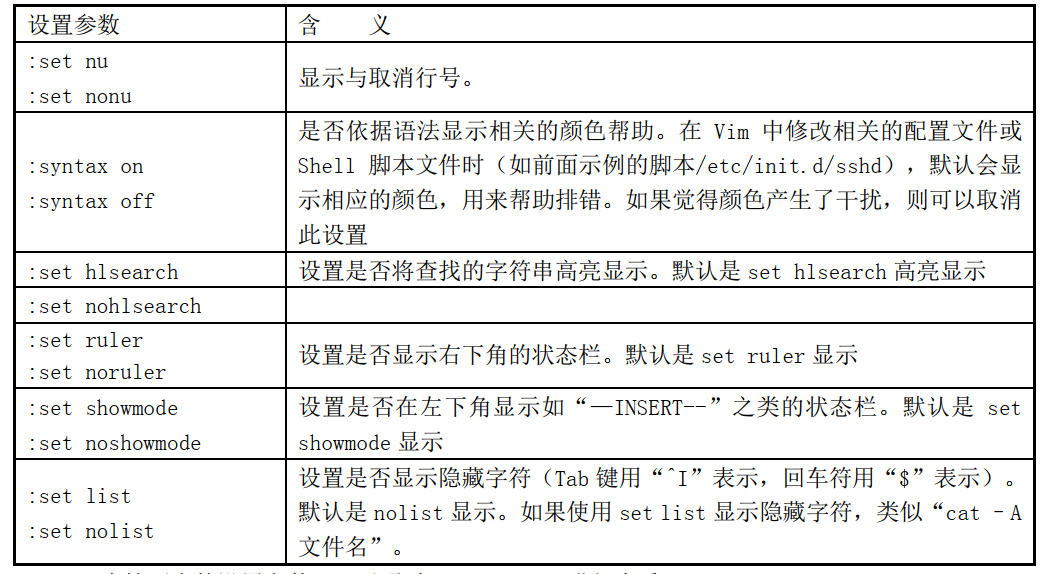 设置参数
含 义
:set nu
:set nonu
显示与取消行号。
:syntax on
:syntax off
是否依据语法显示相关的颜色帮助。在 Vim 中修改相关的配置文件或
Shell 脚本文件时（如前面示例的脚本/etc/init.d/sshd），默认会显
示相应的颜色，用来帮助排错。如果觉得颜色产生了干扰，则可以取消
此设置
:set hlsearch
设置是否将查找的字符串高亮显示。默认是 set hlsearch 高亮显示
:set nohlsearch
:set ruler
:set noruler
设置是否显示右下角的状态栏。默认是 set ruler 显示
:set showmode
:set noshowmode
设置是否在左下角显示如“—INSERT--”之类的状态栏。默认是 set
showmode 显示
:set list
:set nolist
设置是否显示隐藏字符（Tab 键用“^I”表示，回车符用“$”表示）。
默认是 nolist 显示。如果使用 set list 显示隐藏字符，类似“cat -A
文件名”。